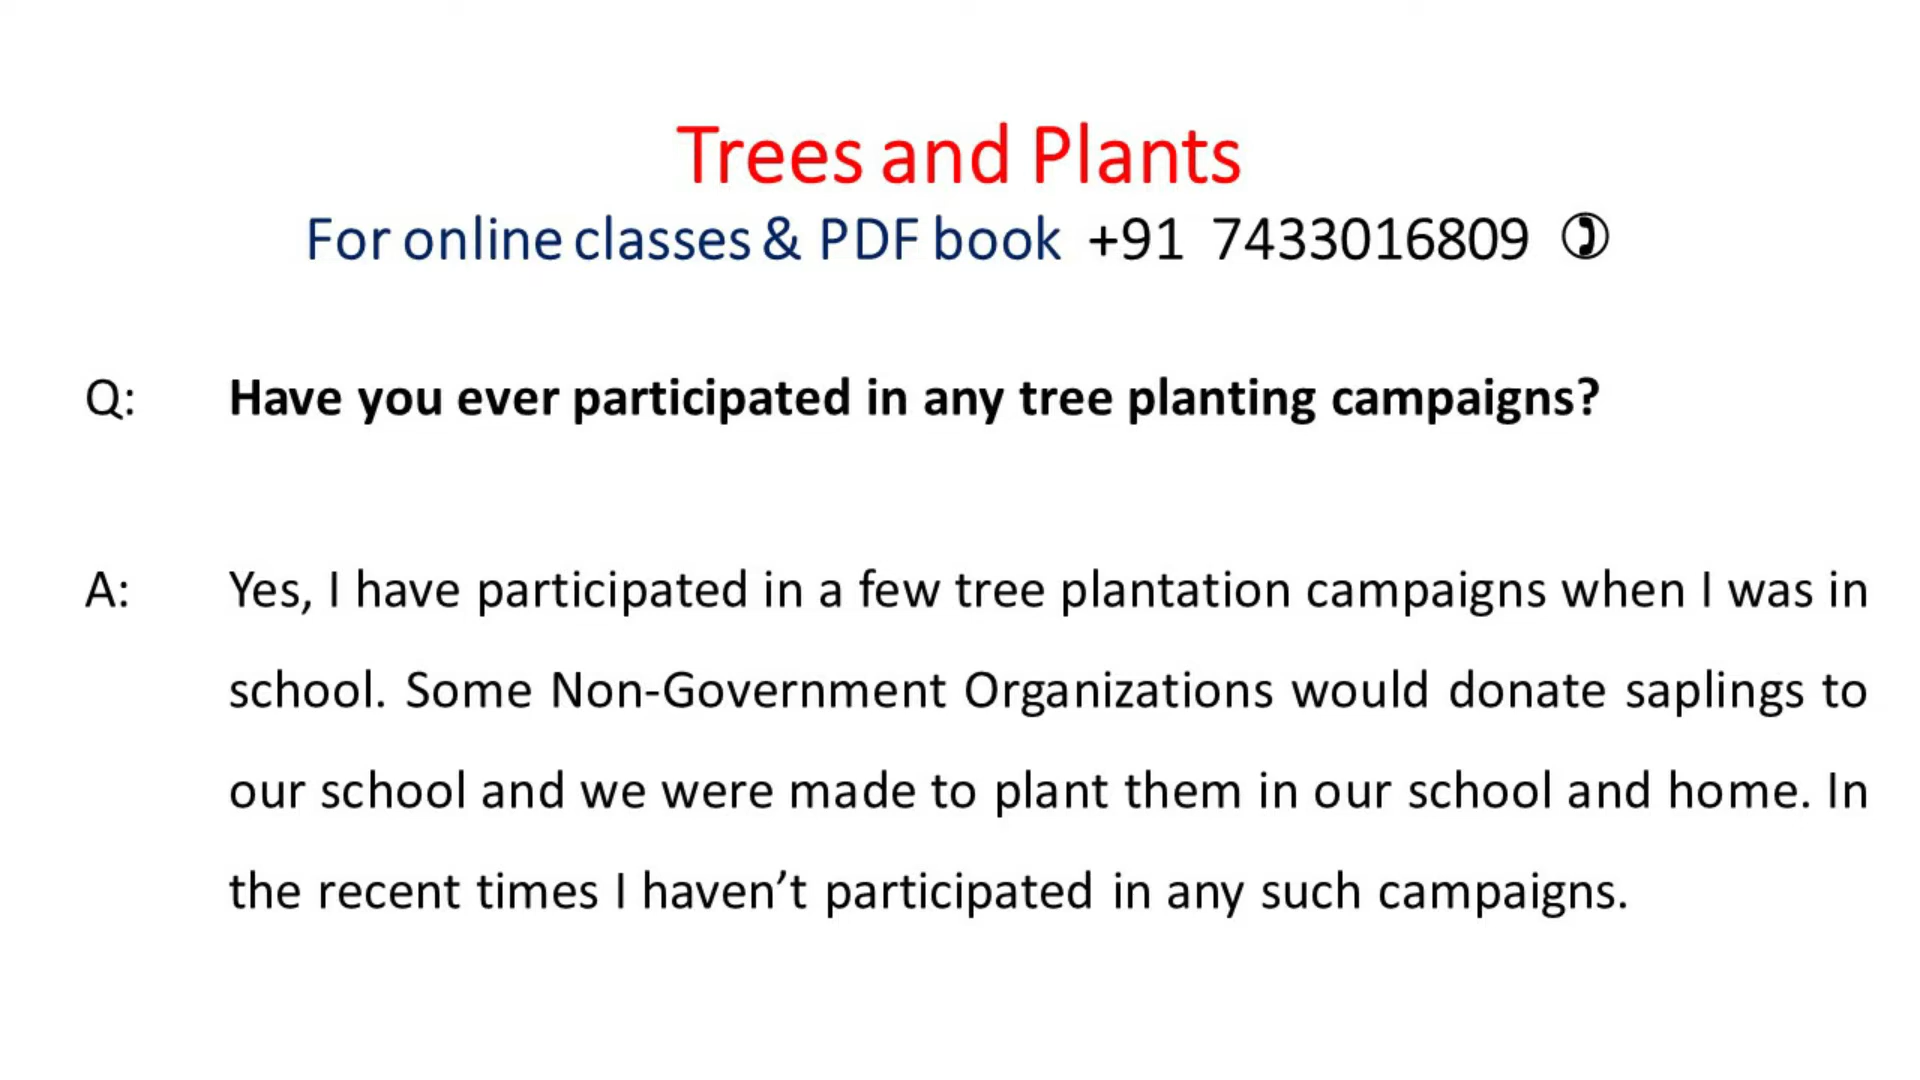 Trees and Plants
For online classes & PDF book +91 7433016809 ✆
Q: Have you ever participated in any tree planting campaigns?
A: Yes, I have participated in a few tree plantation campaigns when I was in
school. Some Non-Government Organizations would donate saplings to
our school and we were made to plant them in our school and home. In
the recent times I haven’t participated in any such campaigns.